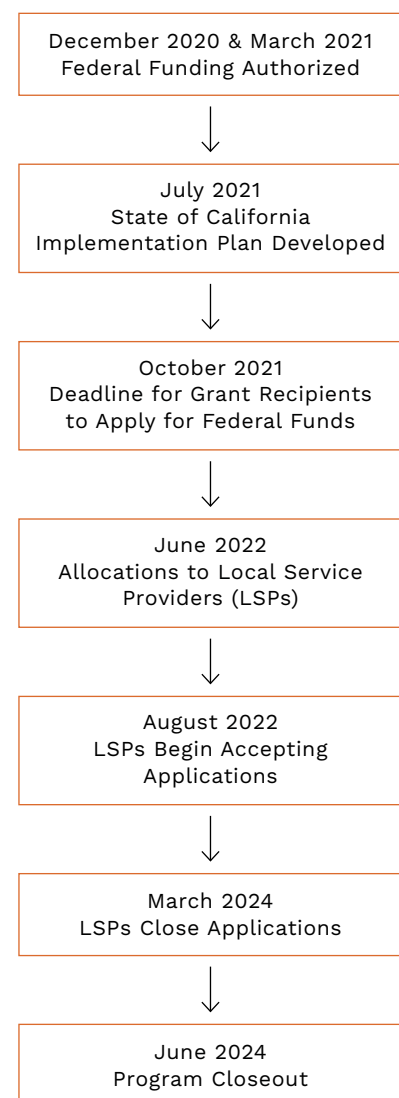 December 2020 & March 2021
Federal Funding Authorized
July 2021
State of California
Implementation Plan Developed
October 2021
Deadline for Grant Recipients
to Apply for Federal Funds
June 2022
Allocations to Local Service
Providers (LSPs)
August 2022
LSPs Begin Accepting
Applications
March 2024
LSPs Close Applications
June 2024
Program Closeout